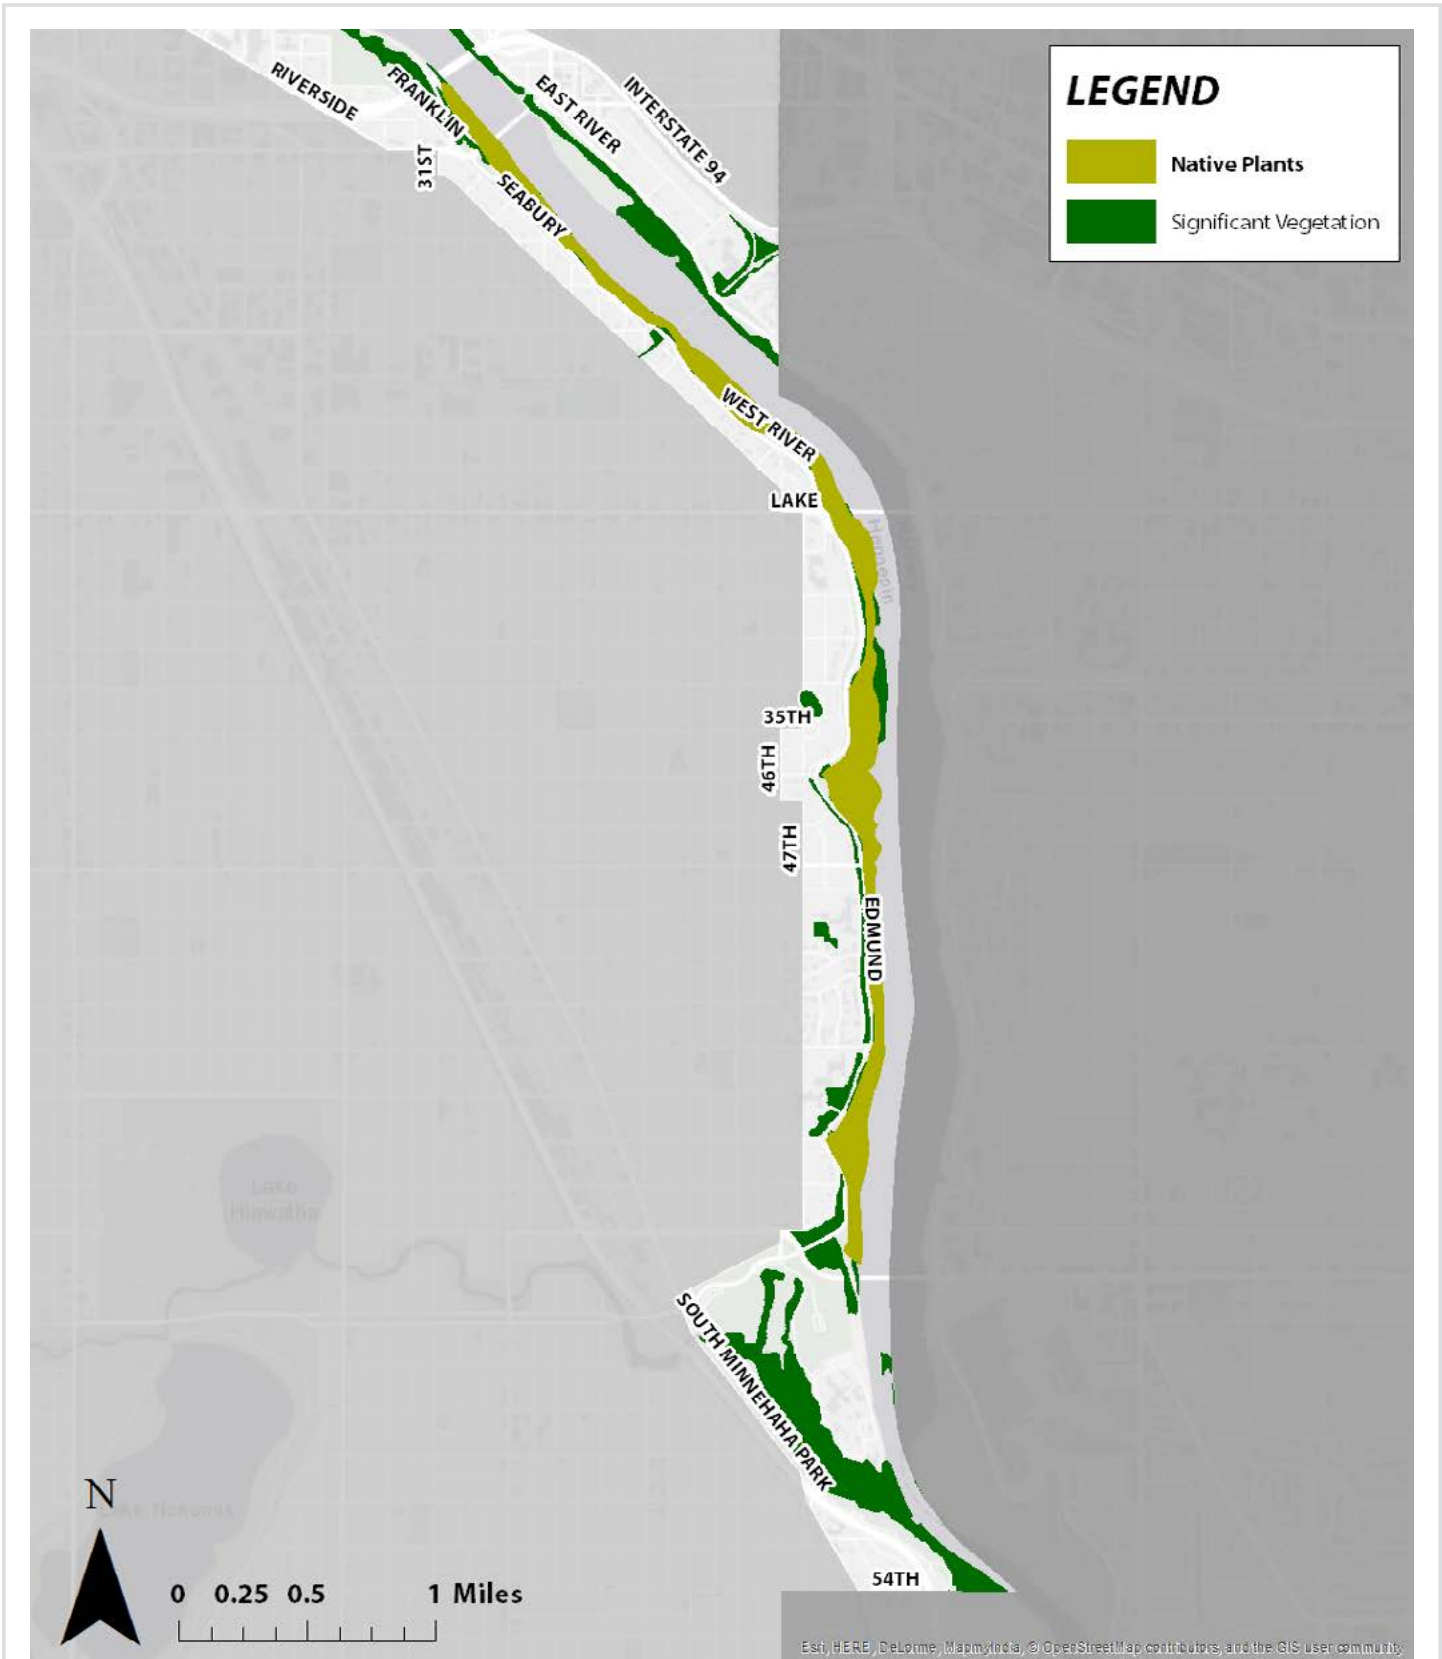 LEGEND
Native Plants
Significant Vegetation
RIVERSIDE
FRANKLIN
EAST RIVER
INTERSTATE 94
31ST
SEABURY
WEST RIVER
LAKE
Hennepin
35TH
46TH
47TH
EDMUND
Lake
Hiawatha
SOUTH MINNEHAHA PARK
N
Lake Nokomis
0 0.25 0.5 1 Miles
54TH
Esri, HERE, DeLorme, MapmyIndia, © OpenStreetMap contributors, and the GIS user community